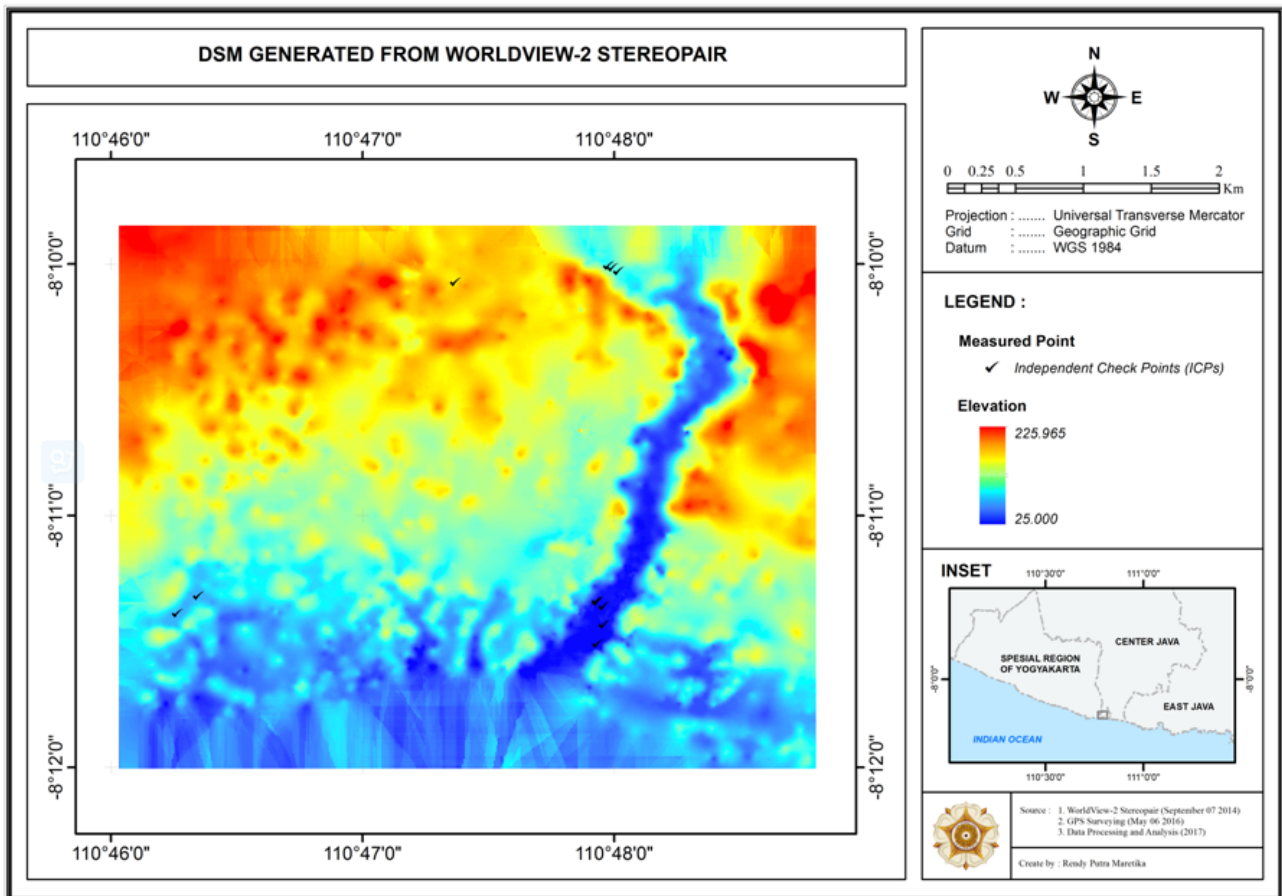 DSM GENERATED FROM WORLDVIEW-2 STEREOPAIR
110°46'0" 110°47'0" 110°48'0"
-8°10'0" -8°10'0"
-8°11'0" -8°11'0"
-8°12'0" -8°12'0"
110°46'0" 110°47'0" 110°48'0"
N
W E
S
0 0.25 0.5 1 1.5 2
Km
Projection : ....... Universal Transverse Mercator
Grid : ....... Geographic Grid
Datum : ....... WGS 1984
LEGEND :
Measured Point
Independent Check Points (ICPs)
Elevation
225.965
25.000
INSET
110°30'0" 111°0'0"
CENTER JAVA
SPESIAL REGION
OF YOGYAKARTA
-8°0'0" -8°0'0"
EAST JAVA
INDIAN OCEAN
110°30'0" 111°0'0"
Source : 1. WorldView-2 Stereopair (September 07 2014)
2. GPS Surveying (May 06 2016)
3. Data Processing and Analysis (2017)
Create by : Rendy Putra Maretika